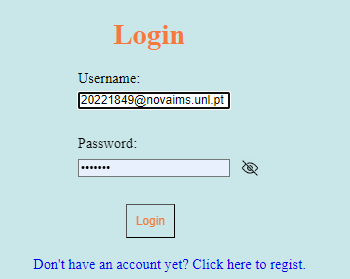 Login
Username:
20221849@novaims.unl.pt
Password:
•••••••
Login
Don't have an account yet? Click here to regist.